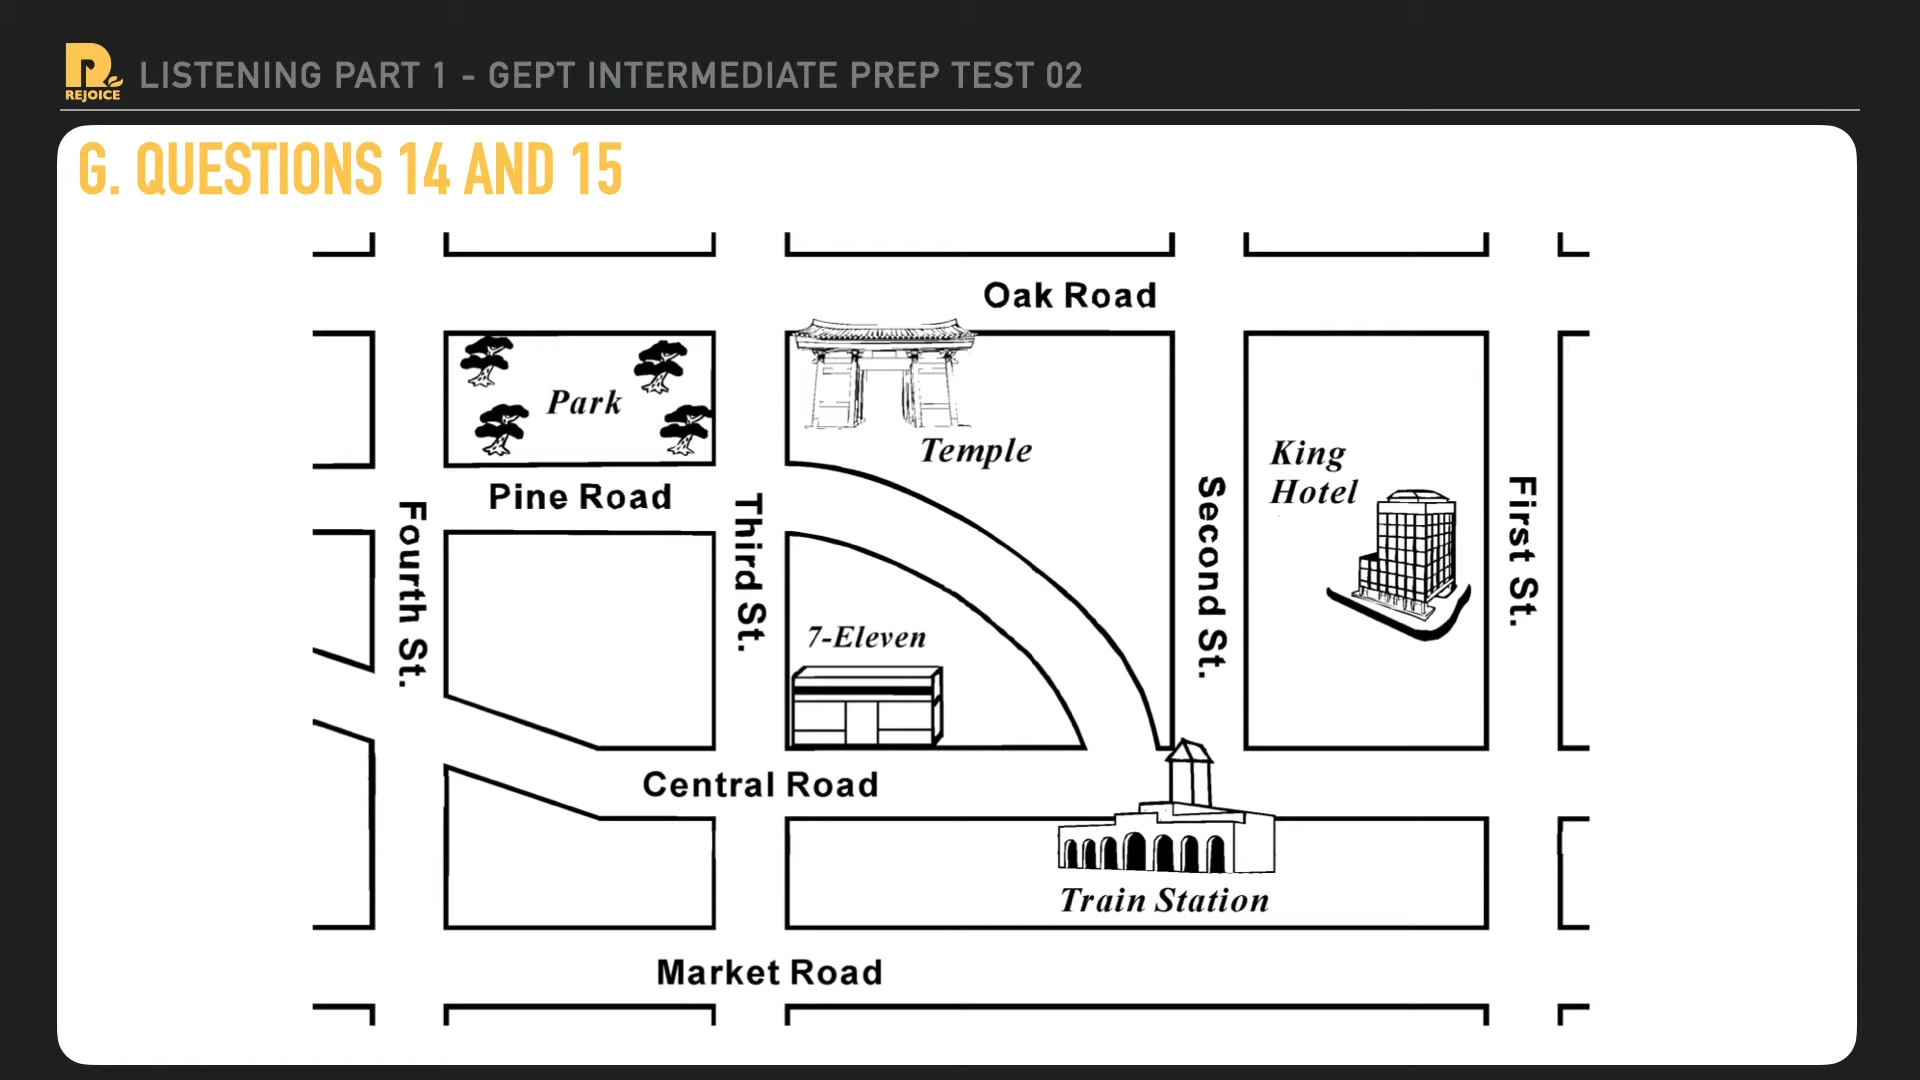 REJOICE
LISTENING PART 1 - GEPT INTERMEDIATE PREP TEST 02
G. QUESTIONS 14 AND 15
Oak Road
Park
Temple
King
Hotel
Pine Road
Fourth St.
Third St.
Second St.
First St.
7-Eleven
Central Road
Train Station
Market Road